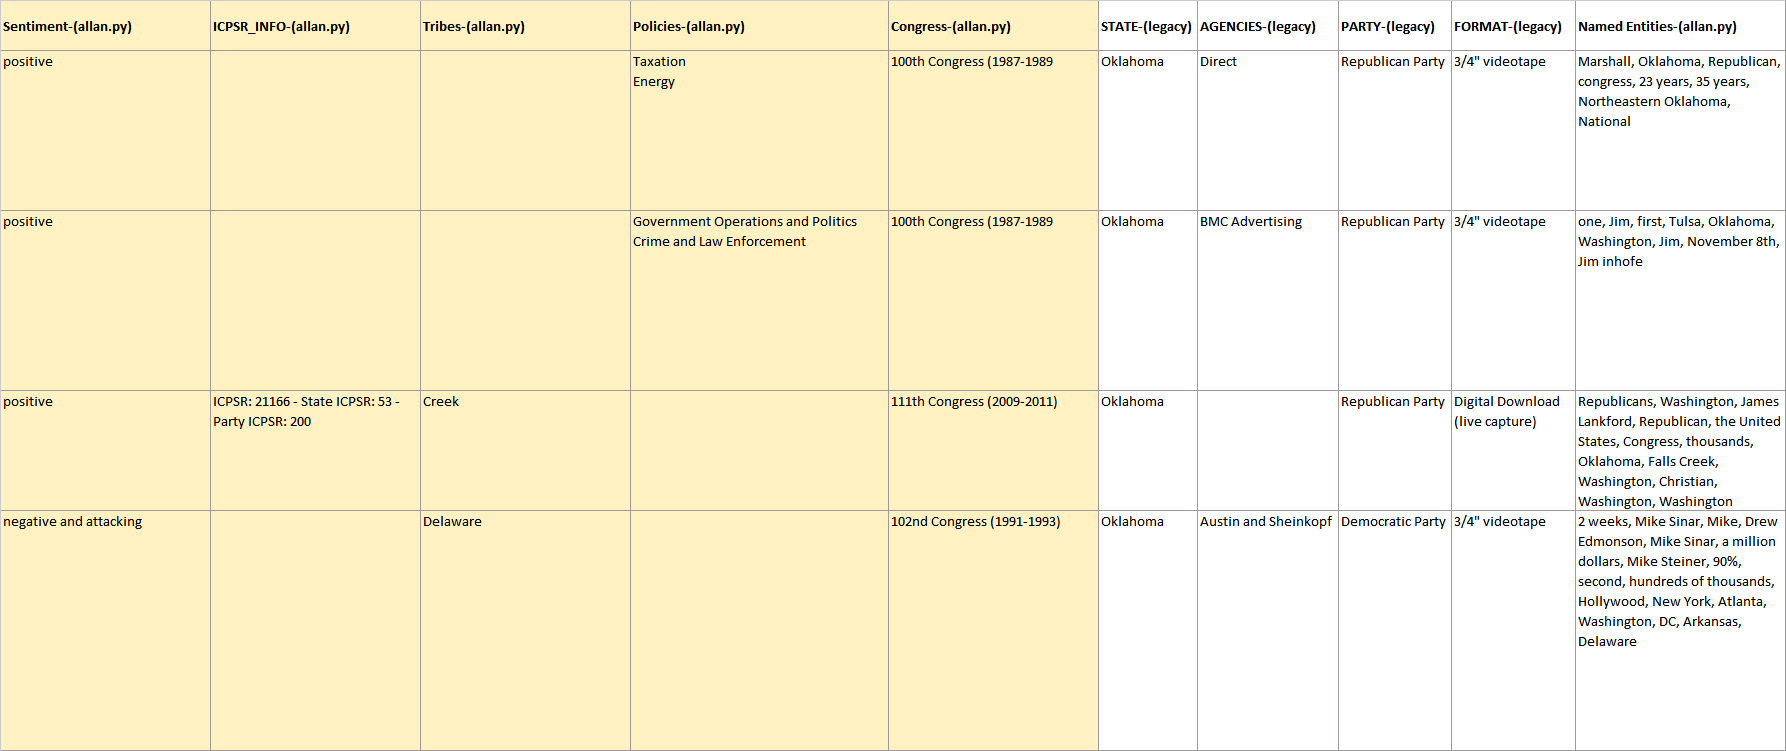 Sentiment-(allan.py) ICPSR_INFO-(allan.py) Tribes-(allan.py) Policies-(allan.py) Congress-(allan.py) STATE-(legacy) AGENCIES-(legacy) PARTY-(legacy) FORMAT-(legacy) Named Entities-(allan.py)
positive Taxation 100th Congress (1987-1989 Oklahoma Direct Republican Party 3/4" videotape Marshall, Oklahoma, Republican,
Energy congress, 23 years, 35 years,
Northeastern Oklahoma,
National
positive Government Operations and Politics 100th Congress (1987-1989 Oklahoma BMC Advertising Republican Party 3/4" videotape one, Jim, first, Tulsa, Oklahoma,
Crime and Law Enforcement Washington, Jim, November 8th,
Jim inhofe
positive ICPSR: 21166 - State ICPSR: 53 - Creek 111th Congress (2009-2011) Oklahoma Republican Party Digital Download Republicans, Washington, James
Party ICPSR: 200 (live capture) Lankford, Republican, the United
States, Congress, thousands,
Oklahoma, Falls Creek,
Washington, Christian,
Washington, Washington
negative and attacking Delaware 102nd Congress (1991-1993) Oklahoma Austin and Sheinkopf Democratic Party 3/4" videotape 2 weeks, Mike Sinar, Mike, Drew
Edmonson, Mike Sinar, a million
dollars, Mike Steiner, 90%,
second, hundreds of thousands,
Hollywood, New York, Atlanta,
Washington, DC, Arkansas,
Delaware